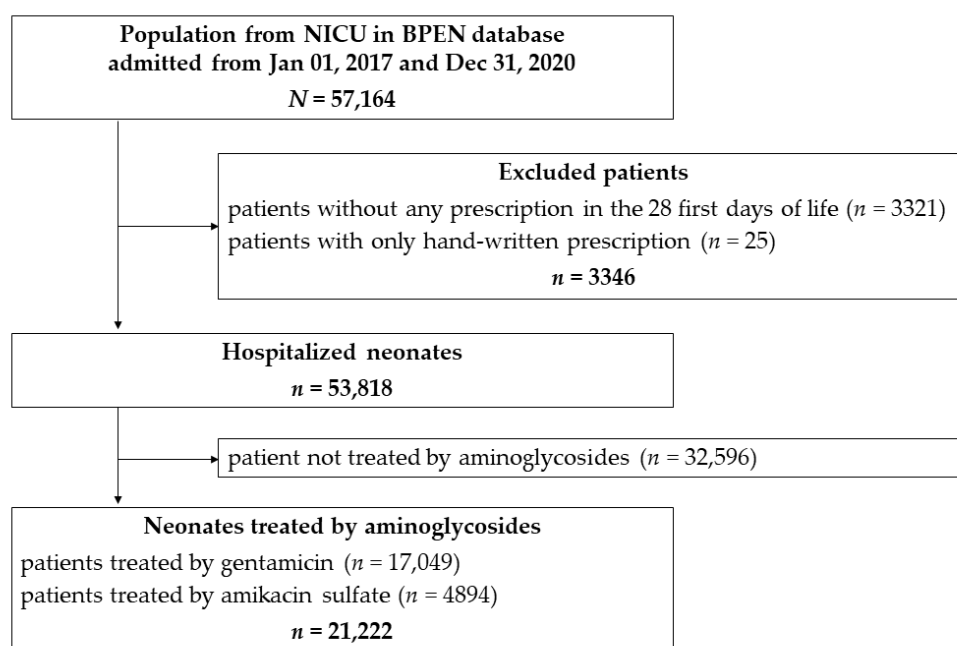 Population from NICU in BPEN database
admitted from Jan 01, 2017 and Dec 31, 2020
N = 57,164
Excluded patients
patients without any prescription in the 28 first days of life (n = 3321)
patients with only hand-written prescription (n = 25)
n = 3346
Hospitalized neonates
n = 53,818
patient not treated by aminoglycosides (n = 32,596)
Neonates treated by aminoglycosides
patients treated by gentamicin (n = 17,049)
patients treated by amikacin sulfate (n = 4894)
n = 21,222